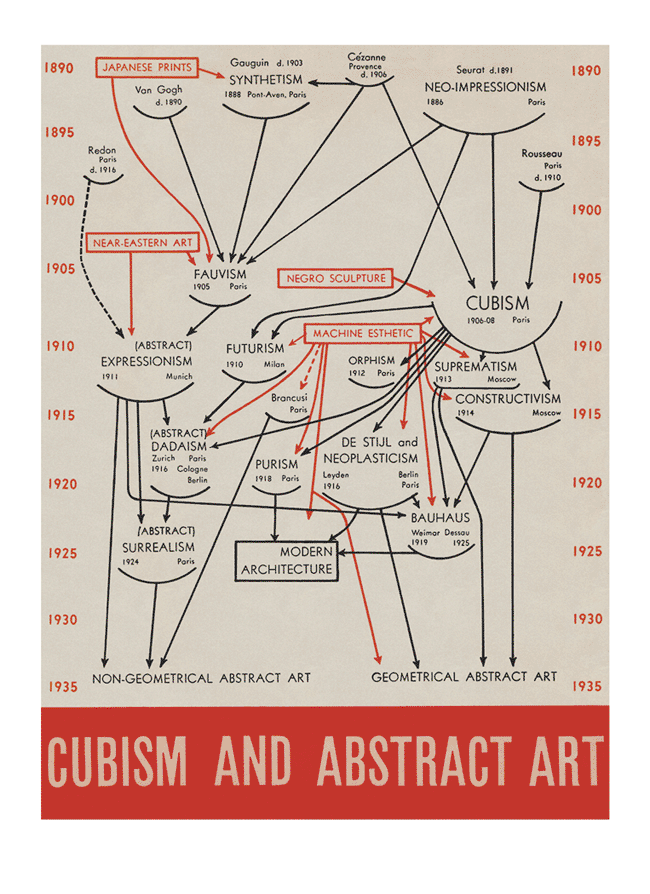 1890
JAPANESE PRINTS
Gauguin d. 1903
SYNTHETISM
1888 Pont-Aven, Paris
Cézanne
Provence
d. 1906
Seurat d.1891
NEO-IMPRESSIONISM
1886 Paris
1890
Van Gogh
d. 1890
1895
1895
Redon
Paris
d. 1916
Rousseau
Paris
d. 1910
1900
1900
NEAR-EASTERN ART
1905
FAUVISM
1905 Paris
NEGRO SCULPTURE
1905
CUBISM
1906-08 Paris
MACHINE ESTHETIC
1910
(ABSTRACT)
EXPRESSIONISM
1911 Munich
FUTURISM
1910 Milan
ORPHISM
1912 Paris
SUPREMATISM
1913 Moscow
1910
Brancusi
Paris
CONSTRUCTIVISM
1914 Moscow
1915
1915
(ABSTRACT)
DADAISM
Zurich Paris
1916 Cologne
Berlin
PURISM
1918 Paris
DE STIJL and
NEOPLASTICISM
Leyden Berlin
1916 Paris
1920
1920
BAUHAUS
Weimar Dessau
1919 1925
(ABSTRACT)
SURREALISM
1924 Paris
MODERN
ARCHITECTURE
1925
1925
1930
1930
NON-GEOMETRICAL ABSTRACT ART
GEOMETRICAL ABSTRACT ART
1935
1935
CUBISM AND ABSTRACT ART